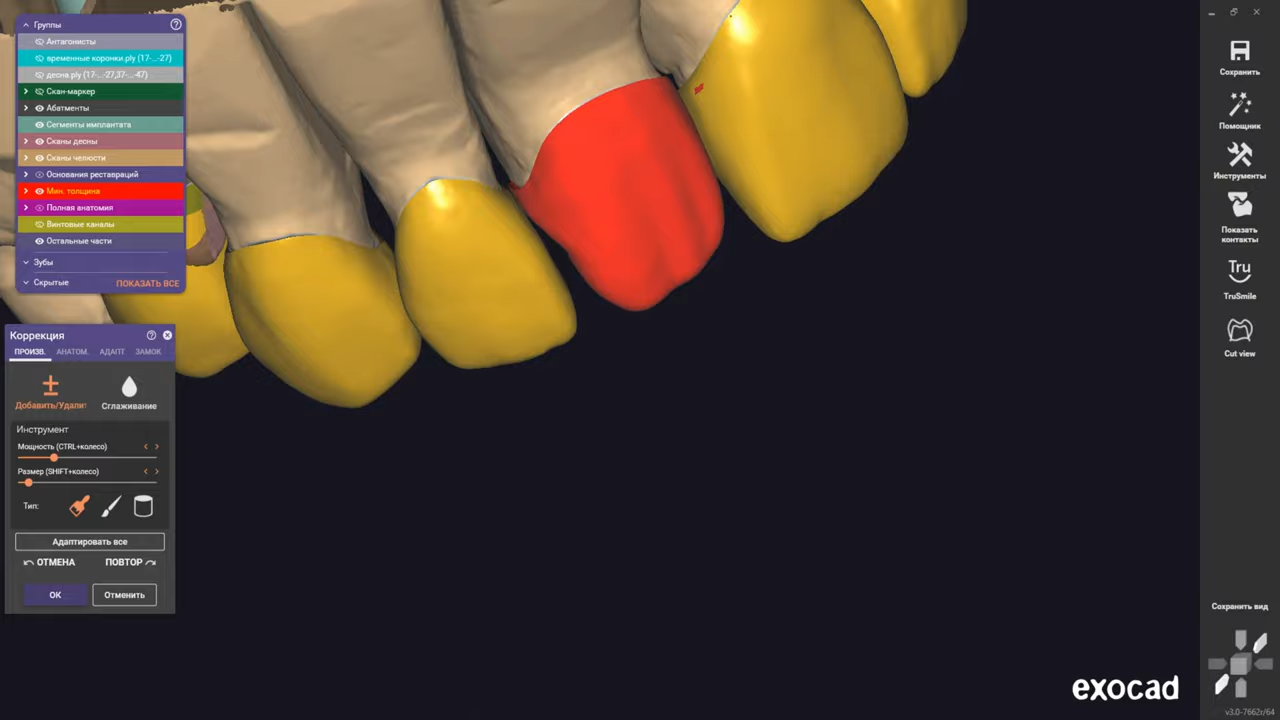 Группы
Антагонисты
временные коронки.ply (17-...-27)
десна.ply (17-...-27,37-...-47)
Скан-маркер
Абатменты
Сегменты имплантата
Сканы десны
Сканы челюсти
Основания реставраций
Мин. толщина
Полная анатомия
Винтовые каналы
Остальные части
Зубы
Скрытые
ПОКАЗАТЬ ВСЕ
Коррекция
ПРОИЗВ.
АНАТОМ.
АДАПТ
ЗАМОК
Добавить/Удалит
Сглаживание
Инструмент
Мощность (CTRL+колесо)
Размер (SHIFT+колесо)
Тип:
Адаптировать все
ОТМЕНА
ПОВТОР
OK
Отменить
Сохранить
Помощник
Инструменты
Показать
контакты
Tru
TruSmile
Cut view
Сохранить вид
exocad
v3.0-7662r/64